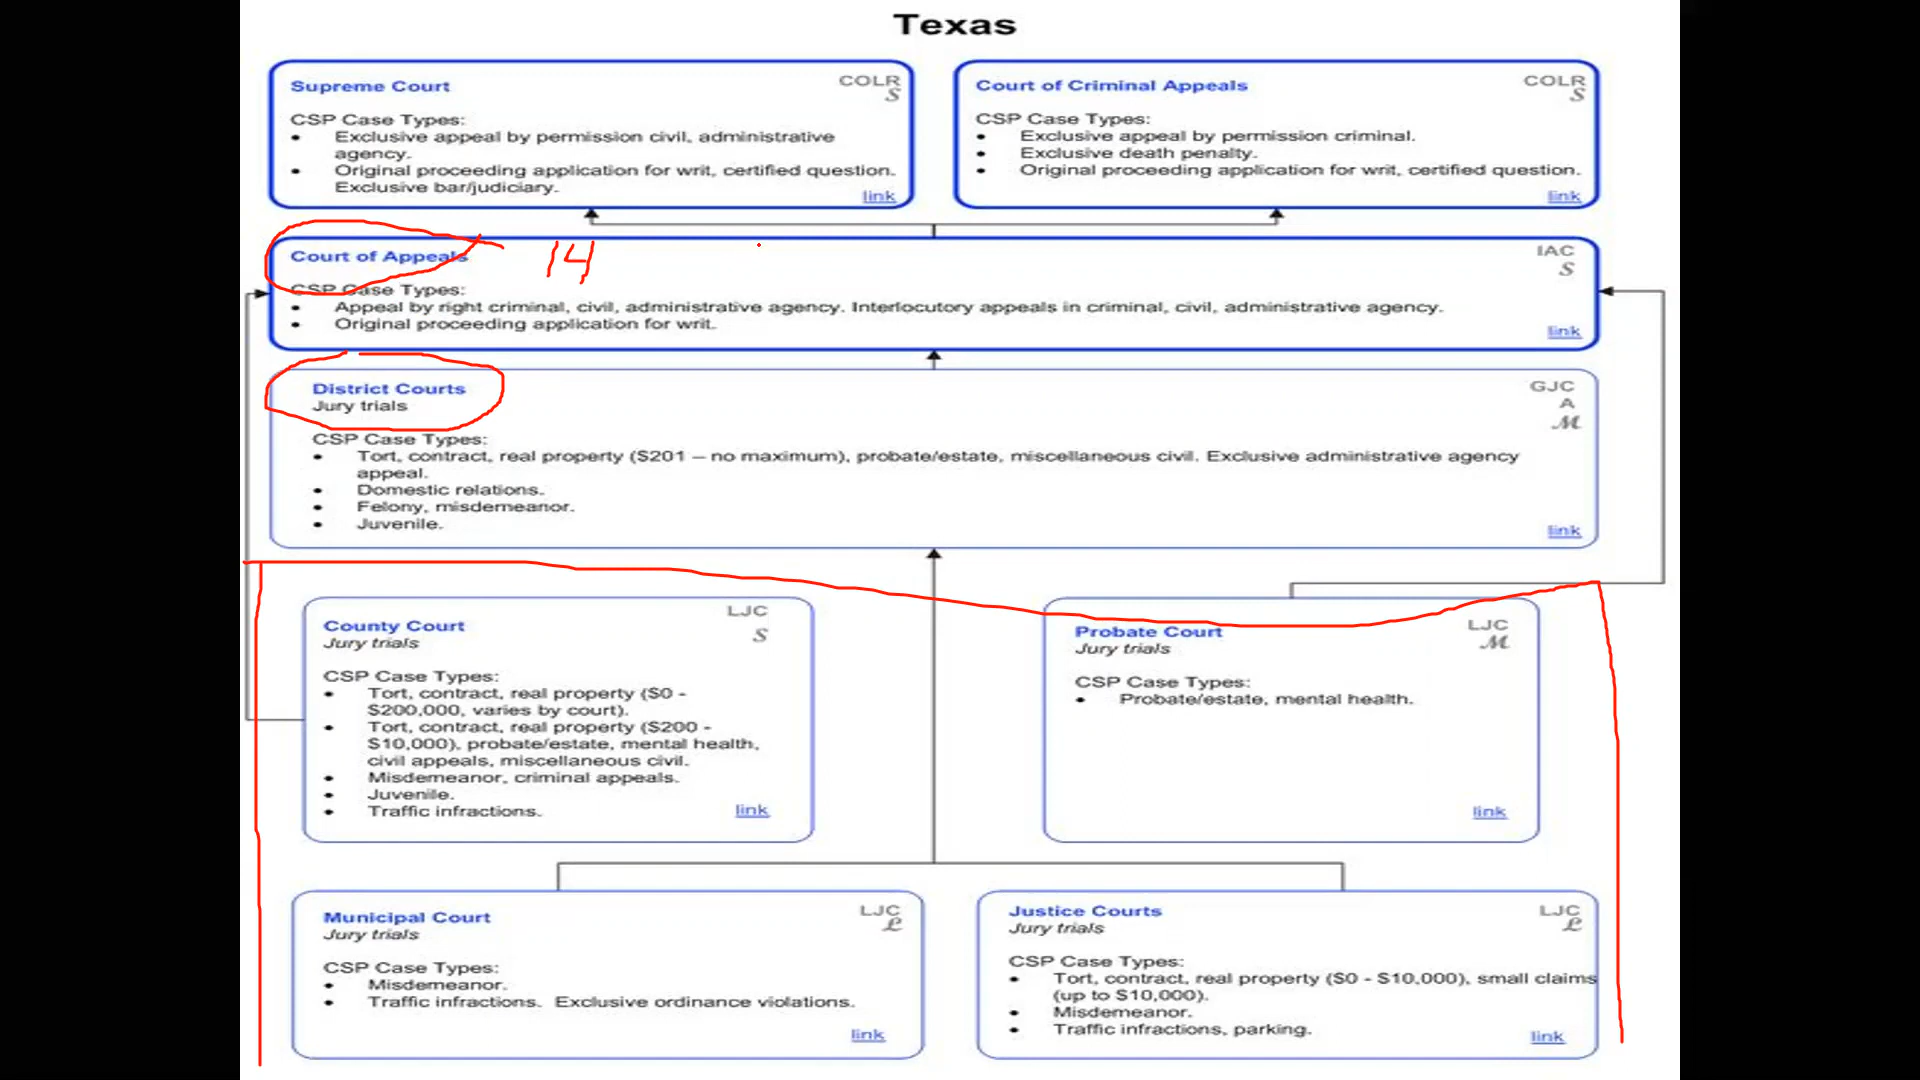 Texas
Supreme Court
COLR
S
CSP Case Types:
• Exclusive appeal by permission civil, administrative
agency.
• Original proceeding application for writ, certified question.
Exclusive bar/judiciary.
link
Court of Criminal Appeals
COLR
S
CSP Case Types:
• Exclusive appeal by permission criminal.
• Exclusive death penalty.
• Original proceeding application for writ, certified question.
link
Court of Appeals
14
IAC
S
CSP Case Types:
• Appeal by right criminal, civil, administrative agency. Interlocutory appeals in criminal, civil, administrative agency.
• Original proceeding application for writ.
link
District Courts
Jury trials
GJC
A
M
CSP Case Types:
• Tort, contract, real property ($201 – no maximum), probate/estate, miscellaneous civil. Exclusive administrative agency
appeal.
• Domestic relations.
• Felony, misdemeanor.
• Juvenile.
link
County Court
Jury trials
LJC
S
CSP Case Types:
• Tort, contract, real property ($0 -
$200,000, varies by court).
• Tort, contract, real property ($200 -
$10,000), probate/estate, mental health,
civil appeals, miscellaneous civil.
• Misdemeanor, criminal appeals.
• Juvenile.
• Traffic infractions.
link
Probate Court
Jury trials
LJC
M
CSP Case Types:
• Probate/estate, mental health.
link
Municipal Court
Jury trials
LJC
L
CSP Case Types:
• Misdemeanor.
• Traffic infractions. Exclusive ordinance violations.
link
Justice Courts
Jury trials
LJC
L
CSP Case Types:
• Tort, contract, real property ($0 - $10,000), small claims
(up to $10,000).
• Misdemeanor.
• Traffic infractions, parking.
link